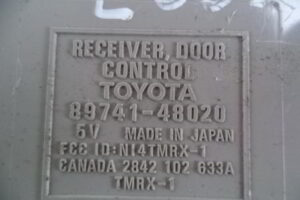 RECEIVER, DOOR
CONTROL
TOYOTA
89741-48020
5V MADE IN JAPAN
FCC ID:NI4TMRX-1
CANADA 2842 102 633A
TMRX-1